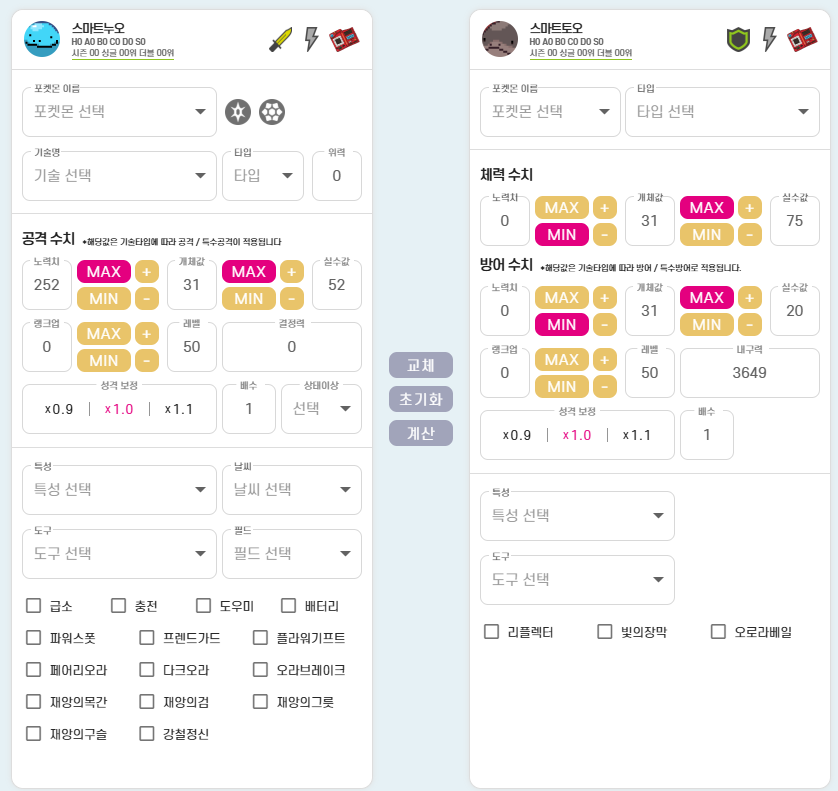 스마트누오
H0 A0 B0 C0 D0 S0
시즌 00 싱글 00위 더블 00위
포켓몬 이름
포켓몬 선택
기술명
기술 선택
타입
타입
위력
0
공격 수치 *해당값은 기술타입에 따라 공격 / 특수공격이 적용됩니다
노력치
252
MAX +
MIN -
개체값
31
MAX +
MIN -
실수값
52
랭크업
0
MAX +
MIN -
레벨
50
결정력
0
성격 보정
x0.9 | x1.0 | x1.1
배수
1
상태이상
선택
특성
특성 선택
날씨
날씨 선택
도구
도구 선택
필드
필드 선택
급소 충전 도우미 배터리
파워스폿 프렌드가드 플라워기프트
페어리오라 다크오라 오라브레이크
재앙의목간 재앙의검 재앙의그릇
재앙의구슬 강철정신
교체
초기화
계산
스마트토오
H0 A0 B0 C0 D0 S0
시즌 00 싱글 00위 더블 00위
포켓몬 이름
포켓몬 선택
타입
타입 선택
체력 수치
노력치
0
MAX +
MIN -
개체값
31
MAX +
MIN -
실수값
75
방어 수치 *해당값은 기술타입에 따라 방어 / 특수방어로 적용됩니다.
노력치
0
MAX +
MIN -
개체값
31
MAX +
MIN -
실수값
20
랭크업
0
MAX +
MIN -
레벨
50
내구력
3649
성격 보정
x0.9 | x1.0 | x1.1
배수
1
특성
특성 선택
도구
도구 선택
리플렉터 빛의장막 오로라베일